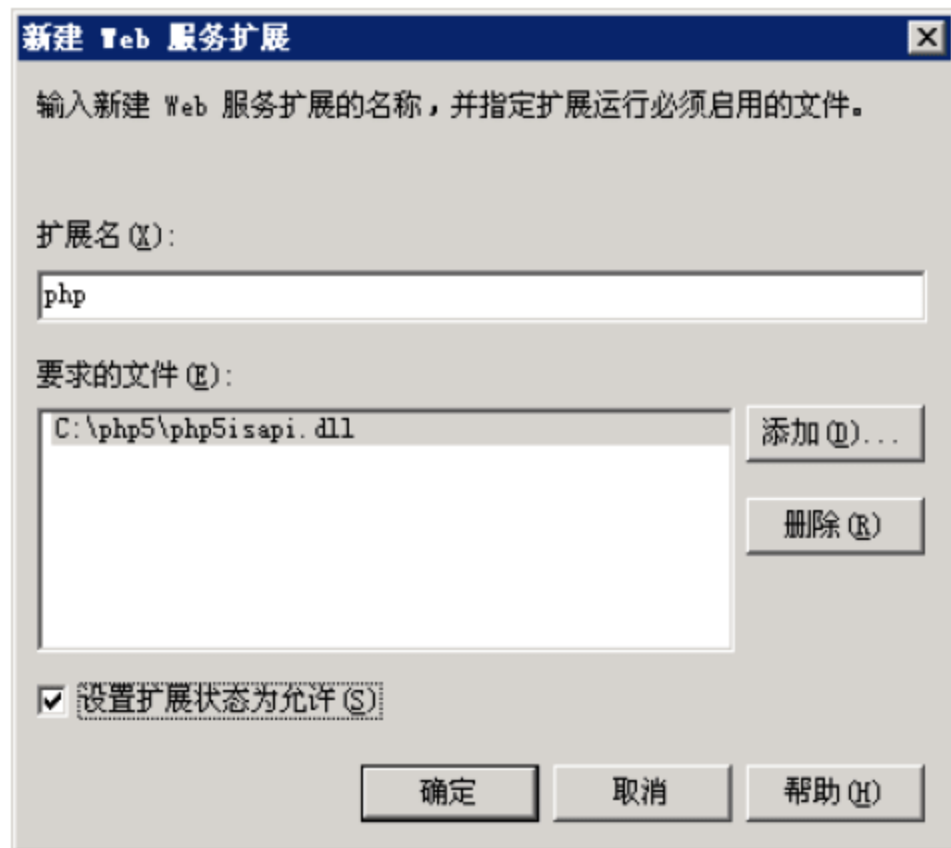 新建 Web 服务扩展
输入新建 Web 服务扩展的名称，并指定扩展运行必须启用的文件。
扩展名(X):
php
要求的文件(E):
C:\php5\php5isapi.dll
添加(D)...
删除(R)
设置扩展状态为允许(S)
确定
取消
帮助(H)